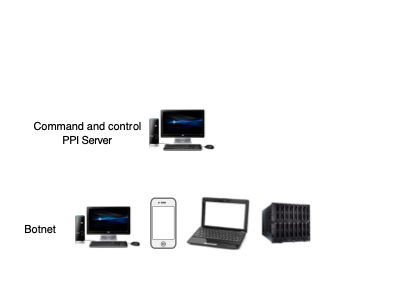 Command and control
PPI Server
Botnet